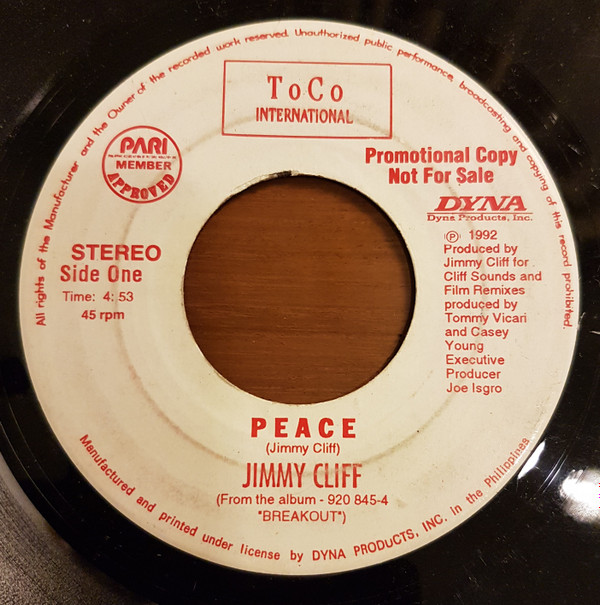 All rights of the Manufacturer and the Owner of the recorded work reserved. Unauthorized public performance, broadcasting and copying of this record prohibited.
ToCo
INTERNATIONAL
PARI
MEMBER
APPROVED
Promotional Copy
Not For Sale
DYNA
Dyna Products, Inc.
STEREO
Side One
Time: 4:53
45 rpm
℗ 1992
Produced by
Jimmy Cliff for
Cliff Sounds and
Film Remixes
produced by
Tommy Vicari
and Casey
Young
Executive
Producer
Joe Isgro
PEACE
(Jimmy Cliff)
JIMMY CLIFF
(From the album - 920 845-4
"BREAKOUT")
Manufactured and printed under license by DYNA PRODUCTS, INC. in the Philippines